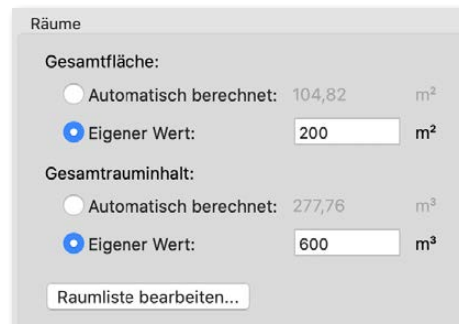 Räume
Gesamtfläche:
Automatisch berechnet: 104,82 m²
Eigener Wert: 200 m²
Gesamtrauminhalt:
Automatisch berechnet: 277,76 m³
Eigener Wert: 600 m³
Raumliste bearbeiten...